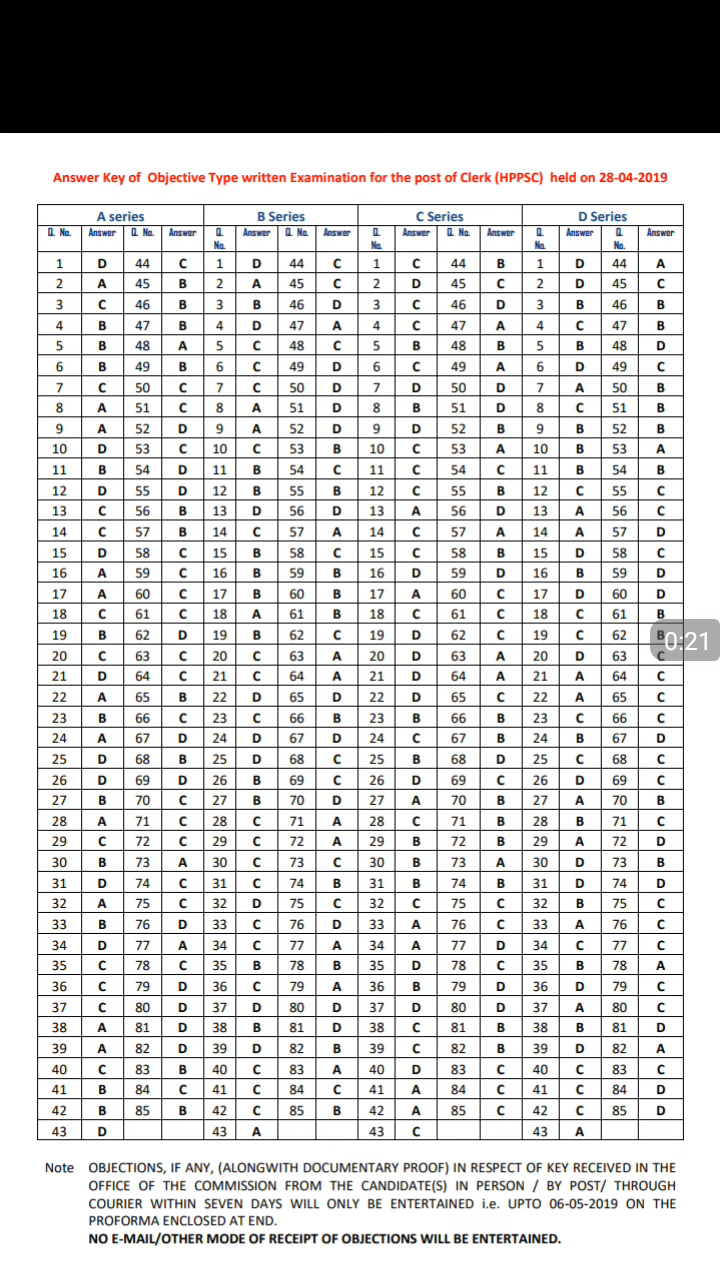 Answer Key of Objective Type written Examination for the post of Clerk (HPPSC) held on 28-04-2019
A series B Series C Series D Series
Q. No. Answer Q. No. Answer Q. No. Answer Q. No. Answer Q. No. Answer Q. No. Answer Q. No. Answer Q. No. Answer
1 D 44 C 1 D 44 C 1 C 44 B 1 D 44 A
2 A 45 B 2 A 45 C 2 D 45 C 2 D 45 C
3 C 46 B 3 B 46 D 3 C 46 D 3 B 46 B
4 B 47 B 4 D 47 A 4 C 47 A 4 C 47 B
5 B 48 A 5 C 48 C 5 B 48 B 5 B 48 D
6 B 49 B 6 C 49 D 6 C 49 A 6 D 49 C
7 C 50 C 7 C 50 D 7 D 50 D 7 A 50 B
8 A 51 C 8 A 51 D 8 B 51 D 8 C 51 B
9 A 52 D 9 A 52 D 9 D 52 B 9 B 52 B
10 D 53 C 10 C 53 B 10 C 53 A 10 B 53 A
11 B 54 D 11 B 54 C 11 C 54 C 11 B 54 B
12 D 55 D 12 B 55 B 12 C 55 B 12 C 55 C
13 C 56 B 13 D 56 D 13 A 56 D 13 A 56 C
14 C 57 B 14 C 57 A 14 C 57 A 14 A 57 D
15 D 58 C 15 B 58 C 15 C 58 B 15 D 58 C
16 A 59 C 16 B 59 B 16 D 59 D 16 B 59 D
17 A 60 C 17 B 60 B 17 A 60 C 17 D 60 D
18 C 61 C 18 A 61 B 18 C 61 C 18 C 61 B
19 B 62 D 19 B 62 C 19 D 62 C 19 C 62 B
20 C 63 C 20 C 63 A 20 D 63 A 20 D 63 C
0:21
21 D 64 C 21 C 64 A 21 D 64 A 21 A 64 C
22 A 65 B 22 D 65 D 22 D 65 C 22 A 65 C
23 B 66 C 23 C 66 B 23 B 66 B 23 C 66 C
24 A 67 D 24 D 67 D 24 C 67 B 24 B 67 D
25 D 68 B 25 D 68 C 25 B 68 D 25 C 68 C
26 D 69 D 26 B 69 C 26 D 69 C 26 D 69 C
27 B 70 C 27 B 70 D 27 A 70 B 27 A 70 B
28 A 71 C 28 C 71 A 28 C 71 B 28 B 71 C
29 C 72 C 29 C 72 A 29 B 72 B 29 A 72 D
30 B 73 A 30 C 73 C 30 B 73 A 30 D 73 B
31 D 74 C 31 C 74 B 31 B 74 B 31 D 74 D
32 A 75 C 32 D 75 C 32 C 75 C 32 B 75 C
33 B 76 D 33 C 76 D 33 A 76 C 33 A 76 C
34 D 77 A 34 C 77 A 34 A 77 D 34 C 77 C
35 C 78 C 35 B 78 B 35 D 78 C 35 B 78 A
36 C 79 D 36 C 79 A 36 B 79 D 36 D 79 C
37 C 80 D 37 D 80 D 37 D 80 D 37 A 80 C
38 A 81 D 38 B 81 D 38 C 81 B 38 B 81 D
39 A 82 D 39 D 82 B 39 C 82 B 39 D 82 A
40 C 83 B 40 C 83 A 40 D 83 C 40 C 83 C
41 B 84 C 41 C 84 C 41 A 84 C 41 C 84 D
42 B 85 B 42 C 85 B 42 A 85 C 42 C 85 D
43 D 43 A 43 C 43 A
Note OBJECTIONS, IF ANY, (ALONGWITH DOCUMENTARY PROOF) IN RESPECT OF KEY RECEIVED IN THE
OFFICE OF THE COMMISSION FROM THE CANDIDATE(S) IN PERSON / BY POST/ THROUGH
COURIER WITHIN SEVEN DAYS WILL ONLY BE ENTERTAINED i.e. UPTO 06-05-2019 ON THE
PROFORMA ENCLOSED AT END.
NO E-MAIL/OTHER MODE OF RECEIPT OF OBJECTIONS WILL BE ENTERTAINED.